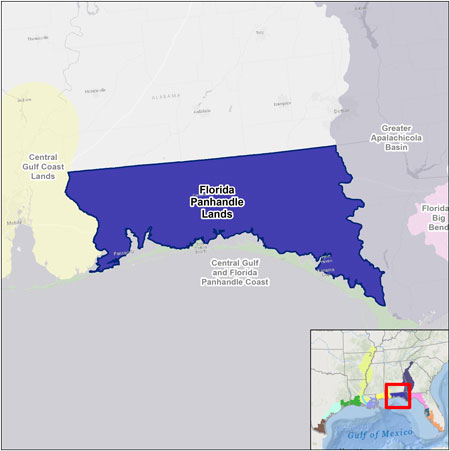 ALABAMA
Greater
Apalachicola
Basin
Central
Gulf Coast
Lands
Florida
Panhandle
Lands
Florida
Big
Bend
Mobile
Central Gulf
and Florida
Panhandle Coast
Gulf of Mexico